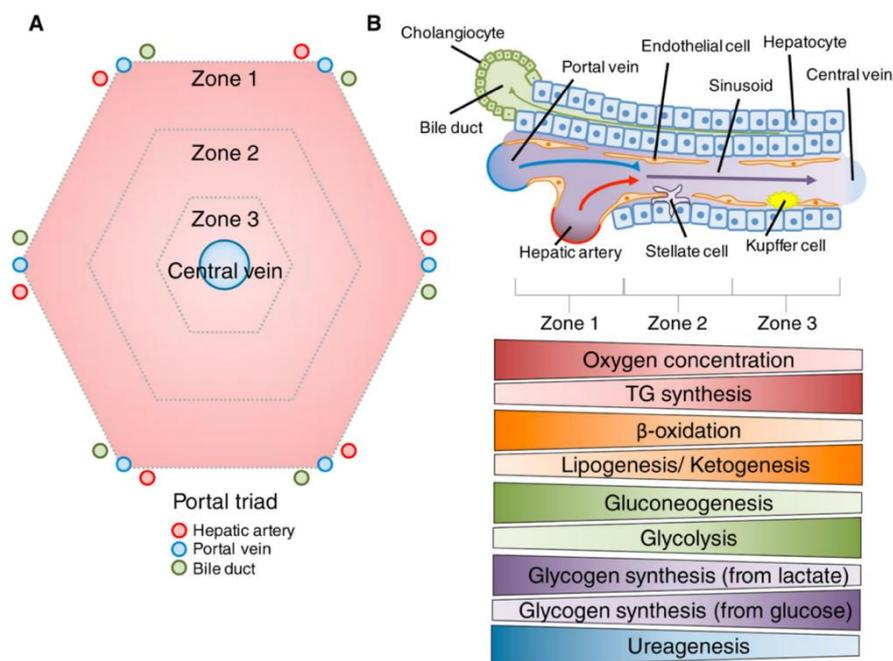 A
Zone 1
Zone 2
Zone 3
Central vein
Portal triad
Hepatic artery
Portal vein
Bile duct
B
Cholangiocyte
Portal vein
Endothelial cell
Hepatocyte
Sinusoid
Central vein
Bile duct
Hepatic artery
Stellate cell
Kupffer cell
Zone 1
Zone 2
Zone 3
Oxygen concentration
TG synthesis
β-oxidation
Lipogenesis/ Ketogenesis
Gluconeogenesis
Glycolysis
Glycogen synthesis (from lactate)
Glycogen synthesis (from glucose)
Ureagenesis